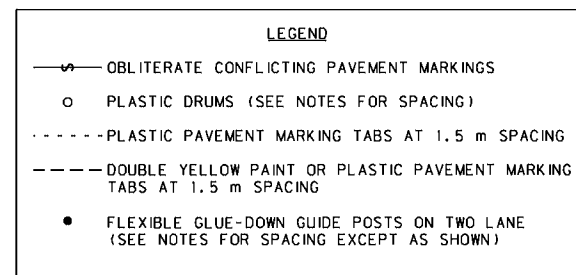 LEGEND
OBLITERATE CONFLICTING PAVEMENT MARKINGS
PLASTIC DRUMS (SEE NOTES FOR SPACING)
PLASTIC PAVEMENT MARKING TABS AT 1.5 m SPACING
DOUBLE YELLOW PAINT OR PLASTIC PAVEMENT MARKING
TABS AT 1.5 m SPACING
FLEXIBLE GLUE-DOWN GUIDE POSTS ON TWO LANE
(SEE NOTES FOR SPACING EXCEPT AS SHOWN)